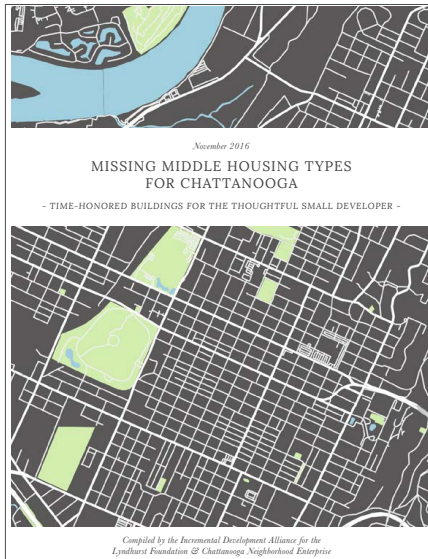 November 2016
MISSING MIDDLE HOUSING TYPES
FOR CHATTANOOGA
- TIME-HONORED BUILDINGS FOR THE THOUGHTFUL SMALL DEVELOPER -
Compiled by the Incremental Development Alliance for the
Lyndhurst Foundation & Chattanooga Neighborhood Enterprise